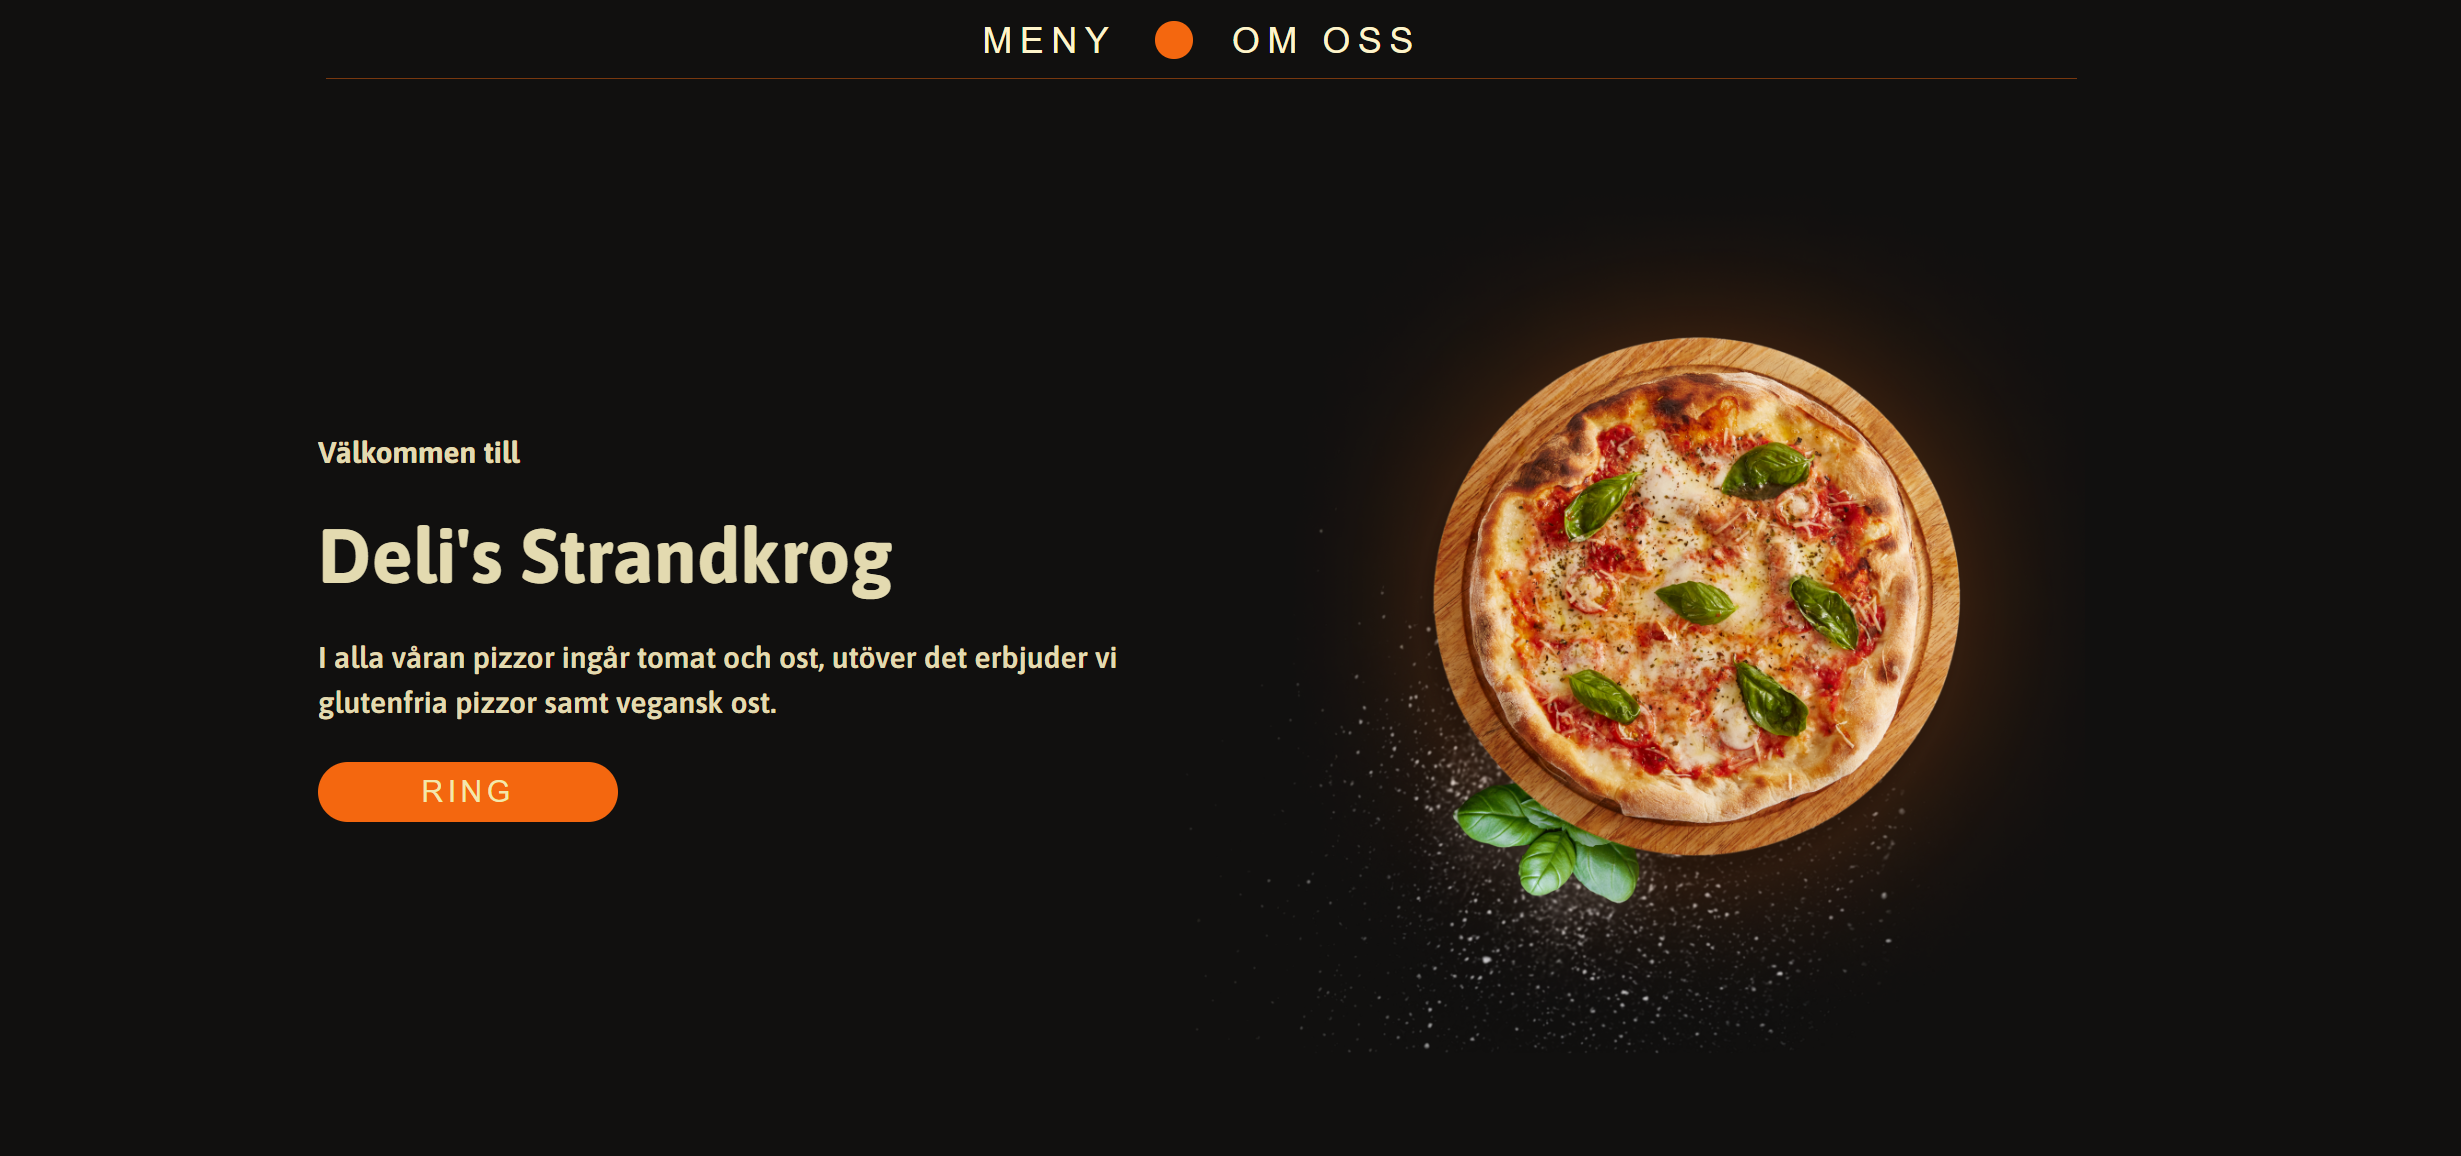 MENY OM OSS
Välkommen till
Deli's Strandkrog
I alla våran pizzor ingår tomat och ost, utöver det erbjuder vi
glutenfria pizzor samt vegansk ost.
RING